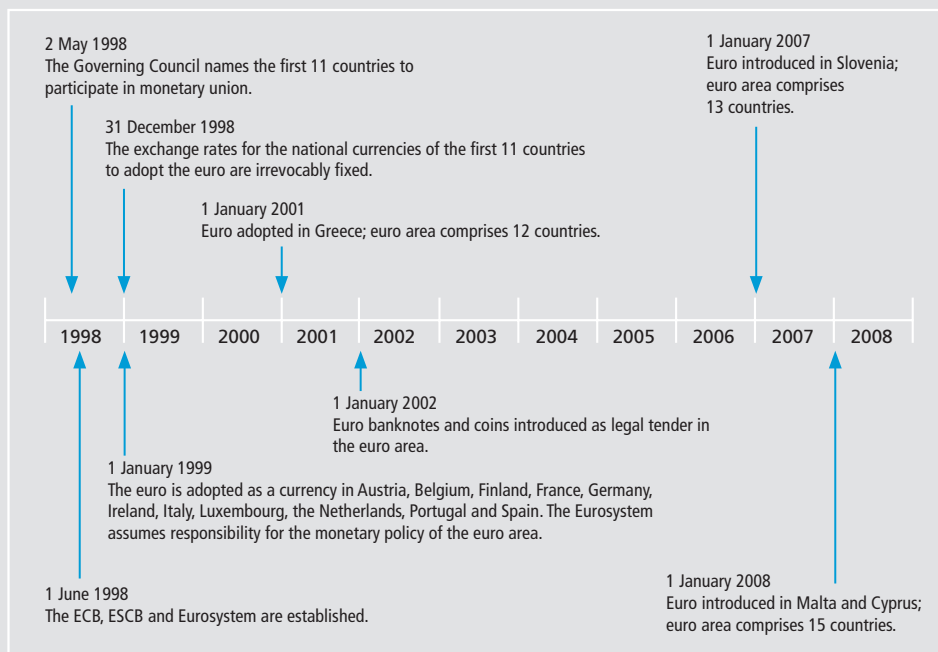 2 May 1998
The Governing Council names the first 11 countries to
participate in monetary union.
31 December 1998
The exchange rates for the national currencies of the first 11 countries
to adopt the euro are irrevocably fixed.
1 January 2001
Euro adopted in Greece; euro area comprises 12 countries.
1 January 2007
Euro introduced in Slovenia;
euro area comprises
13 countries.
1998 1999 2000 2001 2002 2003 2004 2005 2006 2007 2008
1 January 2002
Euro banknotes and coins introduced as legal tender in
the euro area.
1 January 1999
The euro is adopted as a currency in Austria, Belgium, Finland, France, Germany,
Ireland, Italy, Luxembourg, the Netherlands, Portugal and Spain. The Eurosystem
assumes responsibility for the monetary policy of the euro area.
1 June 1998
The ECB, ESCB and Eurosystem are established.
1 January 2008
Euro introduced in Malta and Cyprus;
euro area comprises 15 countries.